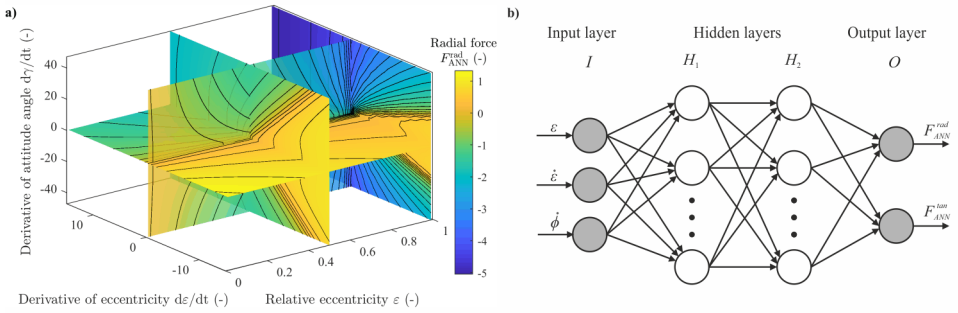 a)
Radial force
F_ANN^rad (-)
1
0
-1
-2
-3
-4
-5
Derivative of attitude angle dγ/dt (-)
40
20
0
-20
-40
10
0
-10
Derivative of eccentricity dε/dt (-)
0
0.2
0.4
0.6
0.8
1
Relative eccentricity ε (-)
b)
Input layer Hidden layers Output layer
I H₁ H₂ O
ε
ε̇
ϕ̇
F_ANN^rad
F_ANN^tan